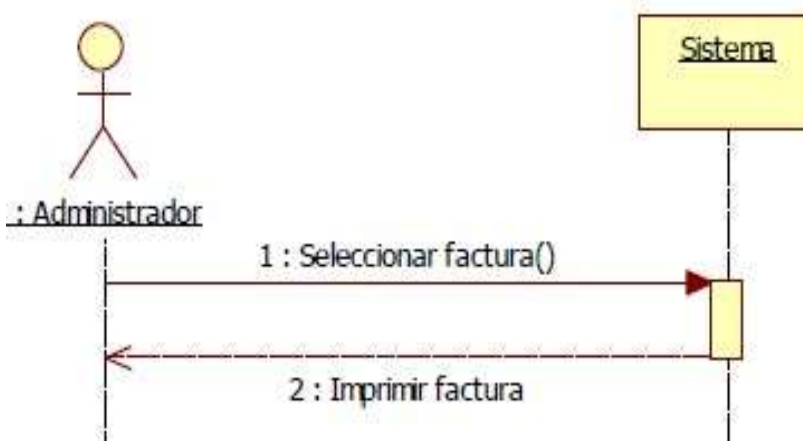 Sistema
: Administrador
1 : Seleccionar factura()
2 : Imprimir factura